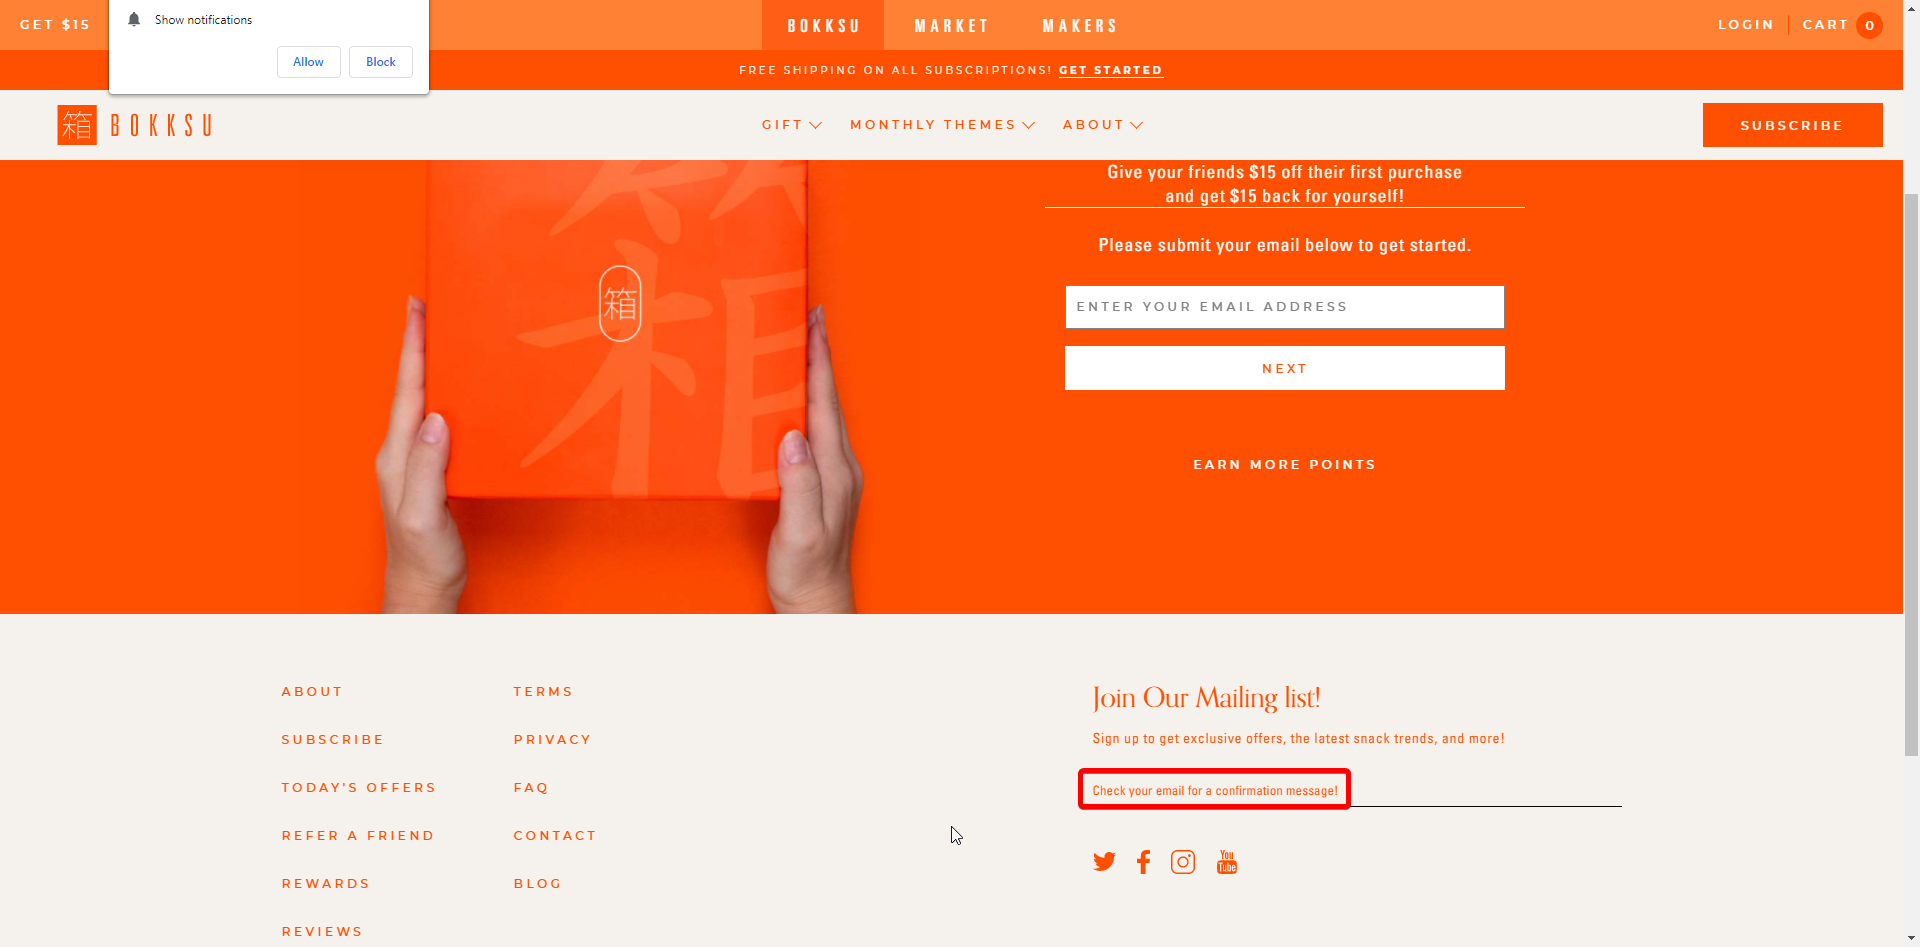 GET $15
Show notifications
Allow
Block
BOKKSU
MARKET
MAKERS
LOGIN
CART 0
FREE SHIPPING ON ALL SUBSCRIPTIONS! GET STARTED
箱 BOKKSU
GIFT
MONTHLY THEMES
ABOUT
SUBSCRIBE
箱
箱
Give your friends $15 off their first purchase
and get $15 back for yourself!
Please submit your email below to get started.
ENTER YOUR EMAIL ADDRESS
NEXT
EARN MORE POINTS
ABOUT
SUBSCRIBE
TODAY'S OFFERS
REFER A FRIEND
REWARDS
REVIEWS
TERMS
PRIVACY
FAQ
CONTACT
BLOG
Join Our Mailing list!
Sign up to get exclusive offers, the latest snack trends, and more!
Check your email for a confirmation message!
You
Tube